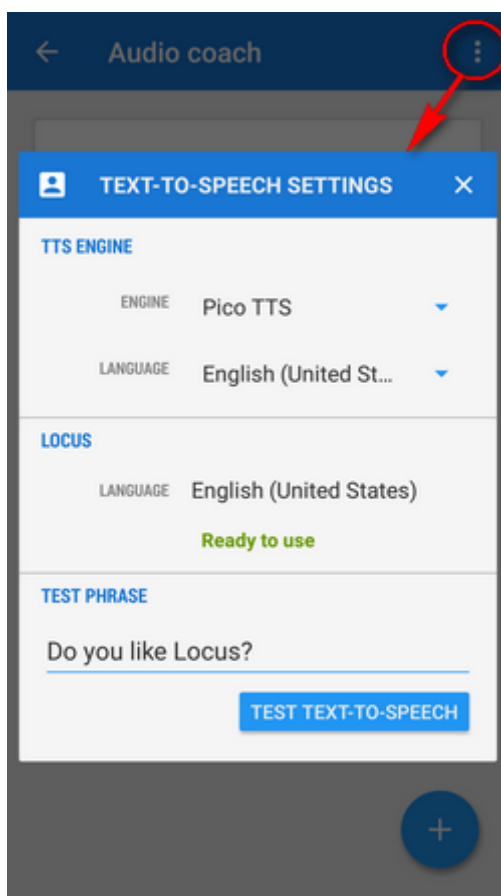 Audio coach
TEXT-TO-SPEECH SETTINGS
TTS ENGINE
ENGINE Pico TTS
LANGUAGE English (United St...
LOCUS
LANGUAGE English (United States)
Ready to use
TEST PHRASE
Do you like Locus?
TEST TEXT-TO-SPEECH